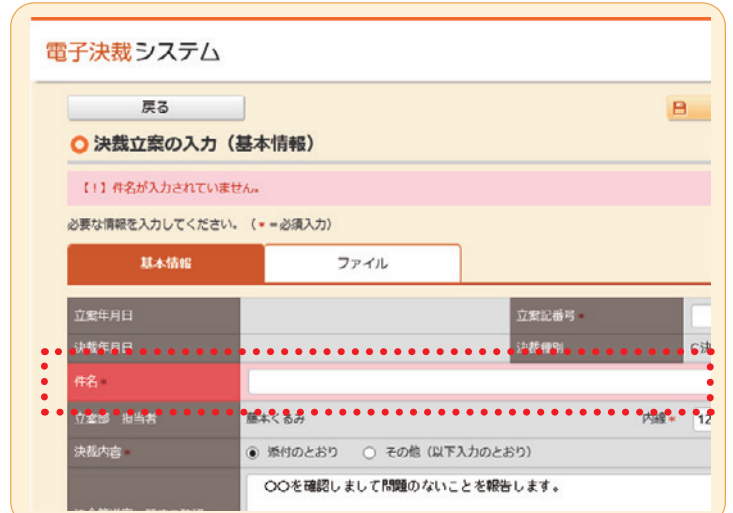 電子決裁システム
戻る
決裁立案の入力（基本情報）
【！】件名が入力されていません。
必要な情報を入力してください。（*＝必須入力）
基本情報 ファイル
立案年月日 立案記番号*
決裁年月日 決裁種別
件名*
立案部 担当者 藤本くるみ 内線* 12
決裁内容* 添付のとおり その他（以下入力のとおり）
〇〇を確認しまして問題のないことを報告します。